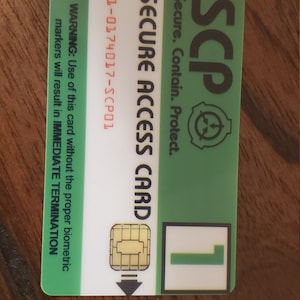 SCP
Secure. Contain. Protect.
1
SECURE ACCESS CARD
1-0174017-SCP01
WARNING: Use of this card without the proper biometric
markers will result in IMMEDIATE TERMINATION